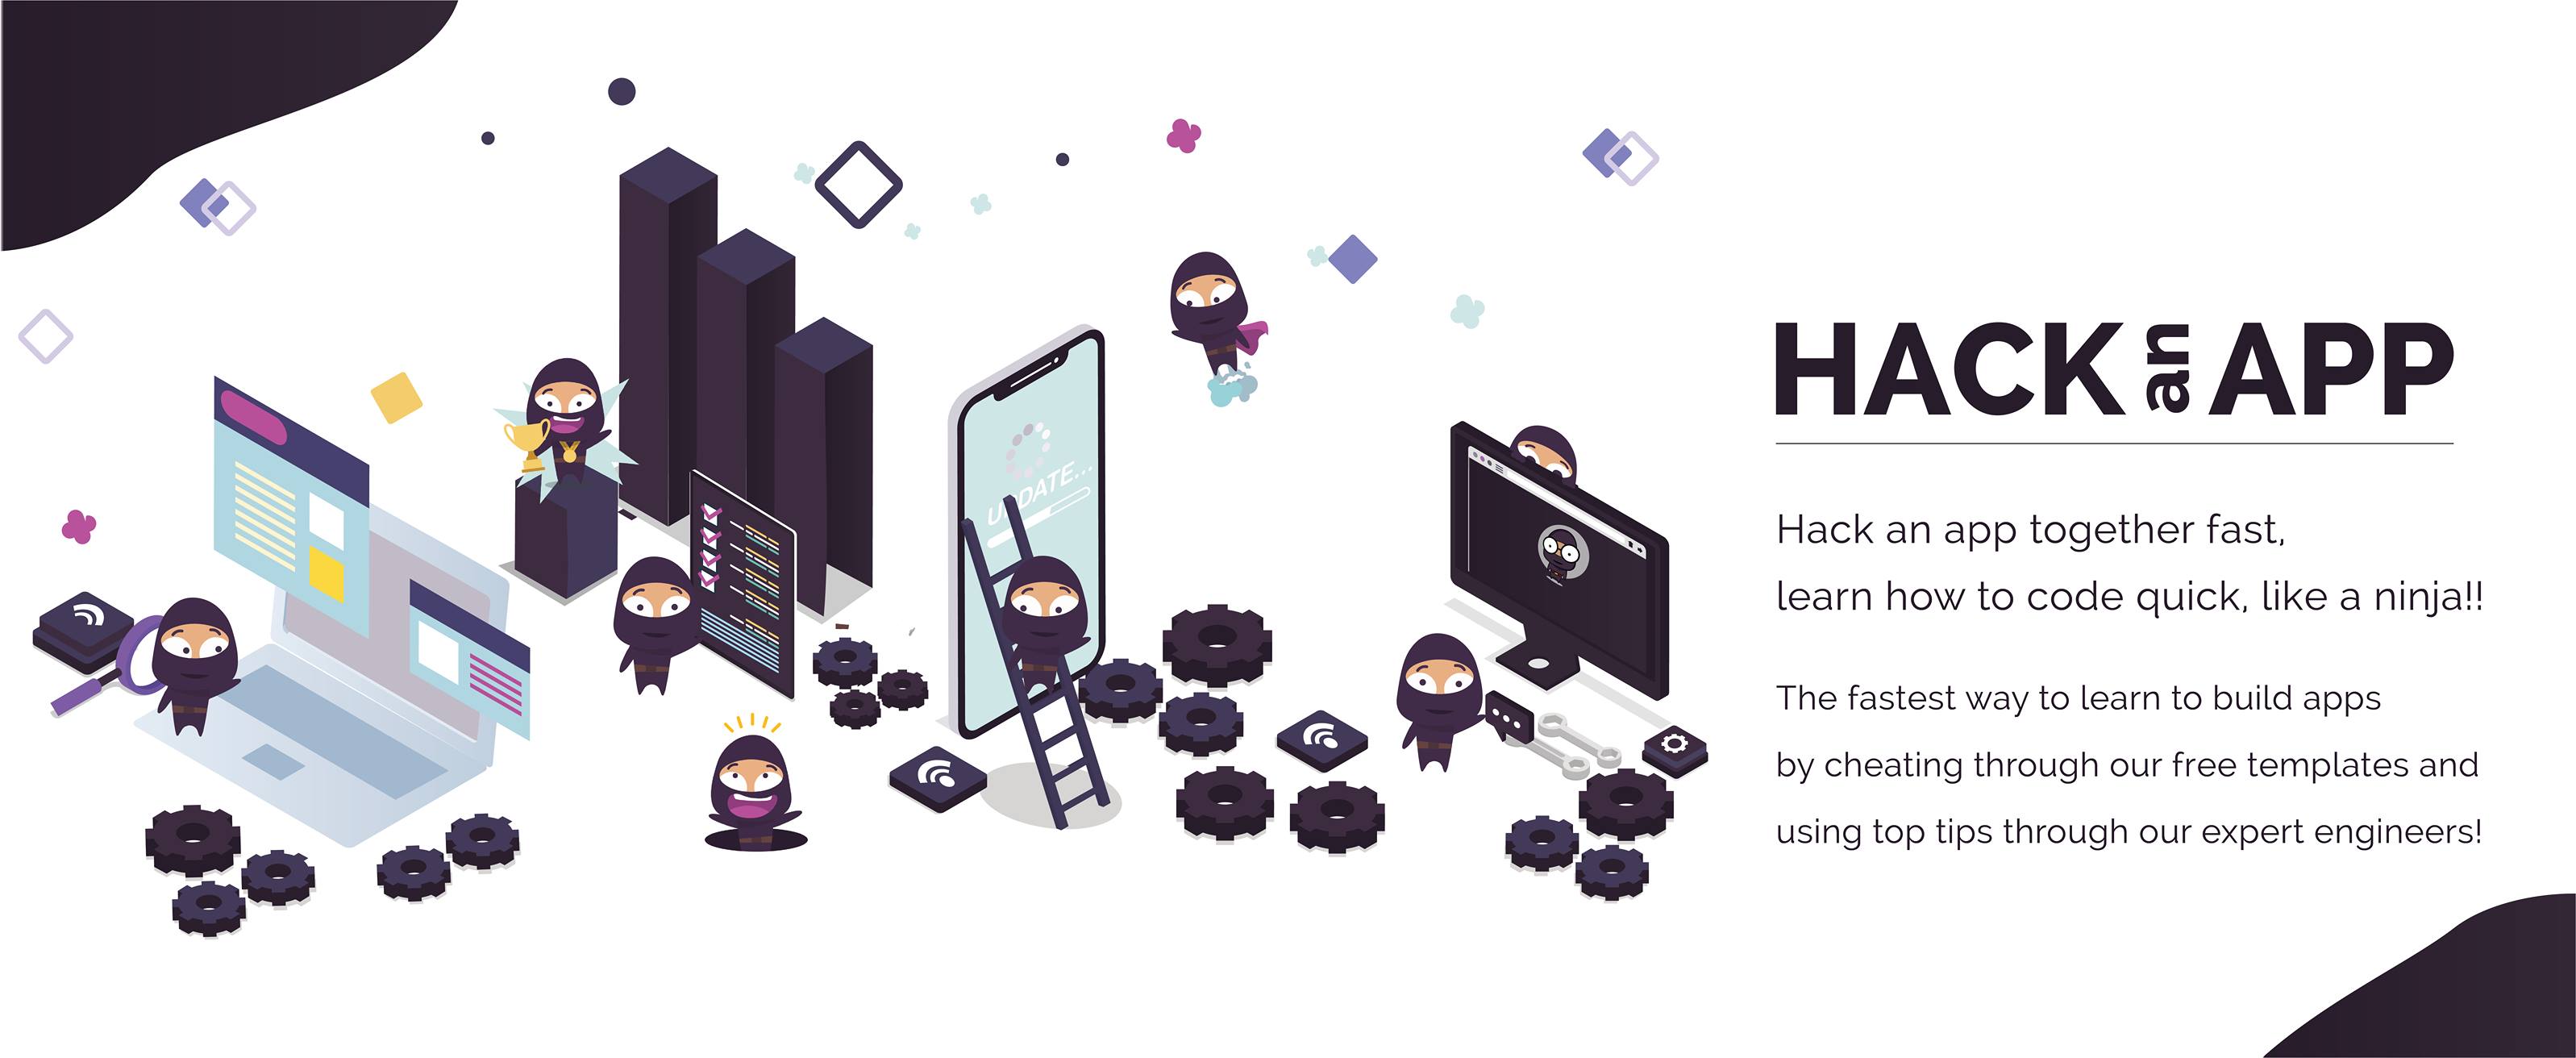 UPDATE...
HACK an APP
Hack an app together fast,
learn how to code quick, like a ninja!!
The fastest way to learn to build apps
by cheating through our free templates and
using top tips through our expert engineers!